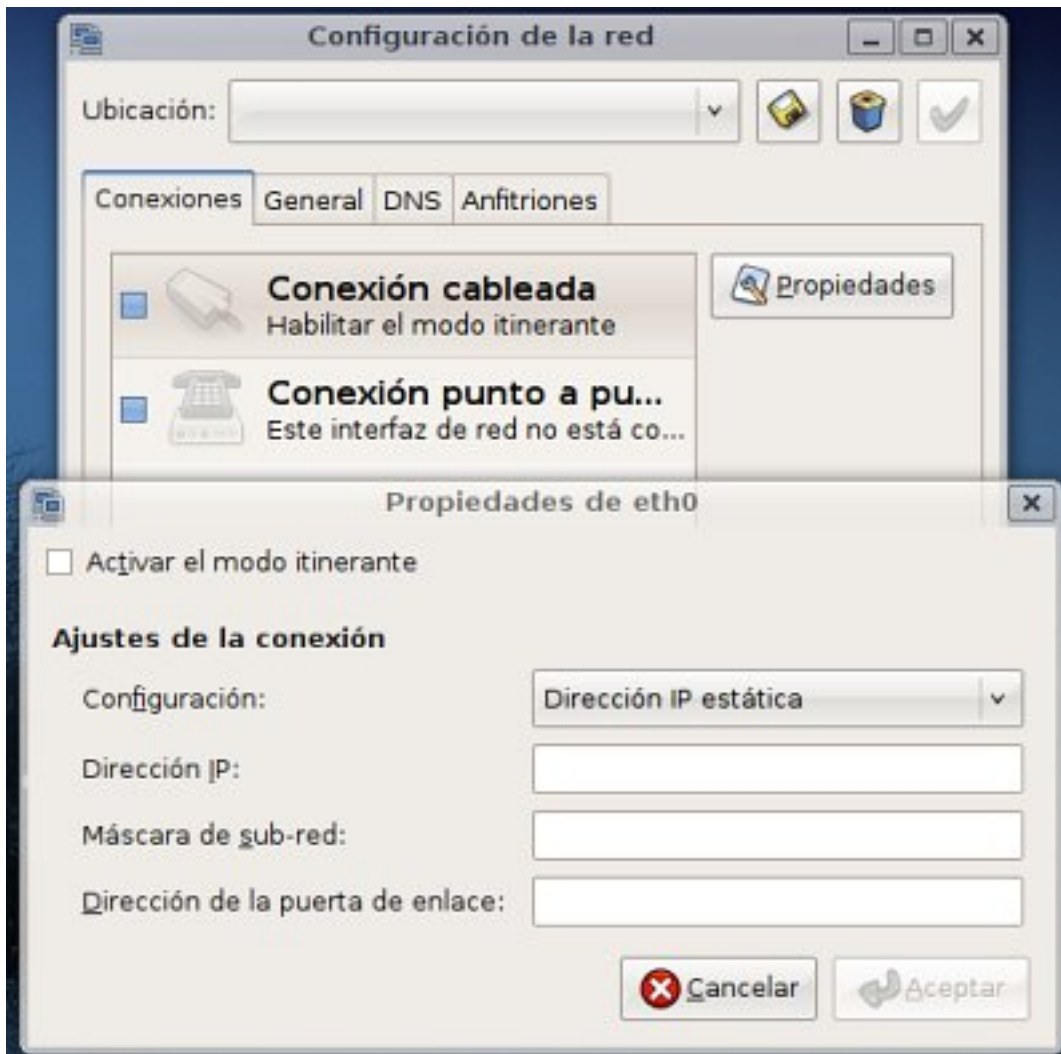 Configuración de la red
Ubicación:
Conexiones General DNS Anfitriones
Conexión cableada
Habilitar el modo itinerante
Propiedades
Conexión punto a pu...
Este interfaz de red no está co...
Propiedades de eth0
Activar el modo itinerante
Ajustes de la conexión
Configuración: Dirección IP estática
Dirección IP:
Máscara de sub-red:
Dirección de la puerta de enlace:
Cancelar Aceptar